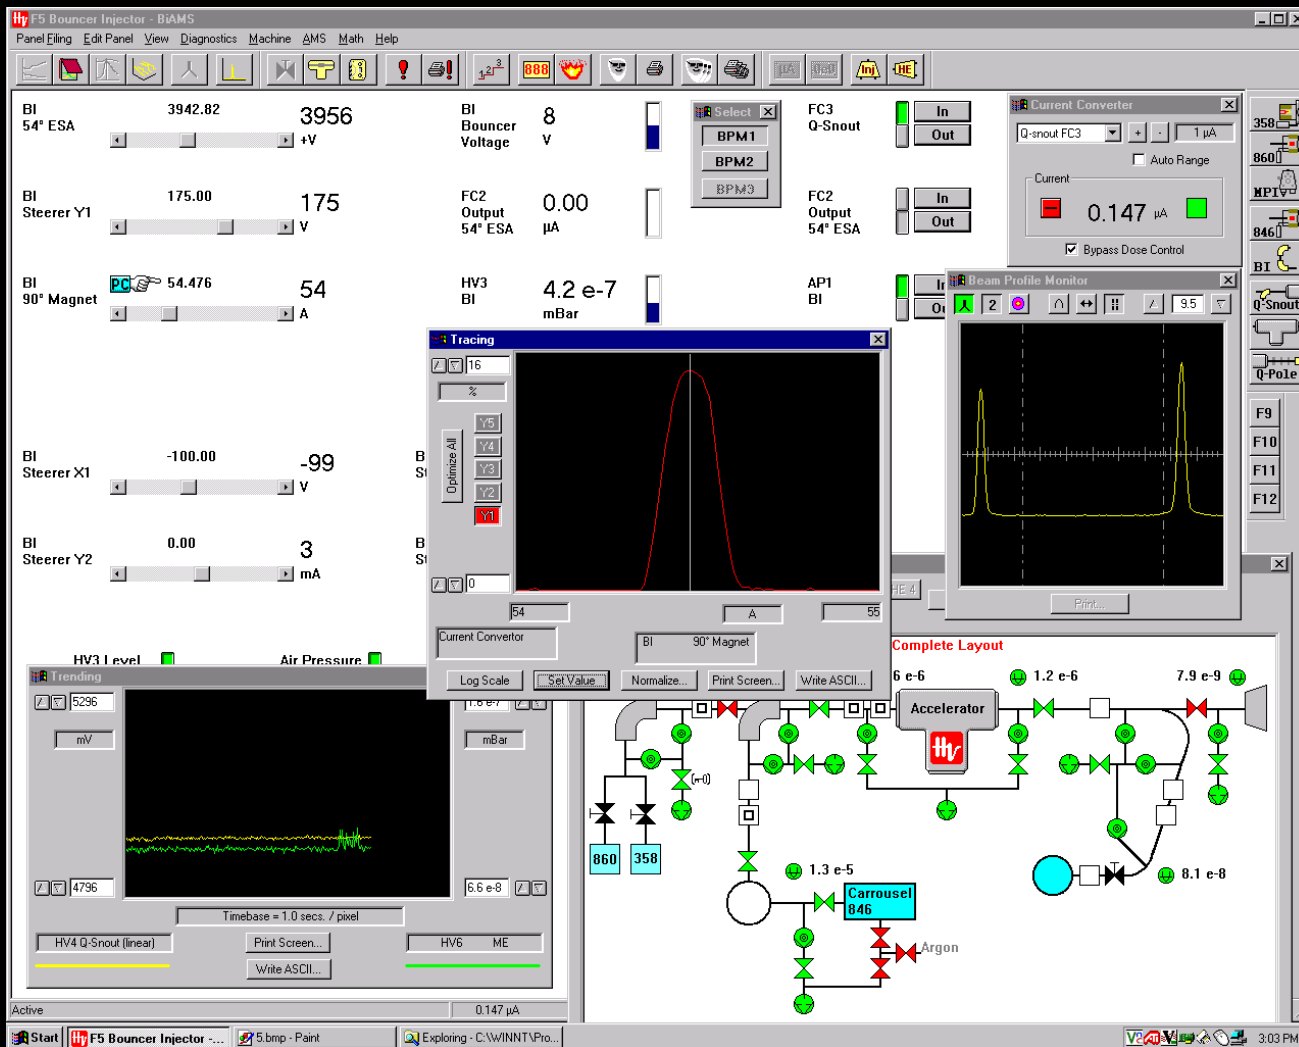 F5 Bouncer Injector - BiAMS
Panel Filing Edit Panel View Diagnostics Machine AMS Math Help
888
Inj
HE
BI
54° ESA
3942.82
3956
+V
BI
Bouncer
Voltage
8
V
FC3
Q-Snout
In
Out
BI
Steerer Y1
175.00
175
V
FC2
Output
54° ESA
0.00
µA
FC2
Output
54° ESA
In
Out
BI
90° Magnet
PC
54.476
54
A
HV3
BI
4.2 e-7
mBar
AP1
BI
BI
Steerer X1
-100.00
-99
V
BI
Steerer Y2
0.00
3
mA
HV3 Level
Air Pressure
Select
BPM1
BPM2
BPM3
Current Converter
Q-snout FC3
+
-
1 µA
Auto Range
Current
0.147 µA
Bypass Dose Control
358
860
MPI
846
BI
Q-Snout
Q-Pole
F9
F10
F11
F12
Beam Profile Monitor
2
9.5
Print...
Tracing
16
%
Optimize All
Y5
Y4
Y3
Y2
Y1
0
54
A
55
Current Convertor
BI 90° Magnet
Log Scale
Set Value
Normalize...
Print Screen...
Write ASCII...
Trending
5296
mV
4796
1.6 e-7
mBar
6.6 e-8
Timebase = 1.0 secs. / pixel
HV4 Q-Snout (linear)
Print Screen...
HV6 ME
Write ASCII...
HE 4
Complete Layout
6 e-6
1.2 e-6
7.9 e-9
Accelerator
860
358
1.3 e-5
Carrousel
846
Argon
8.1 e-8
Active
0.147 µA
Start
F5 Bouncer Injector -...
5.bmp - Paint
Exploring - C:\WINNT\Pro...
3:03 PM